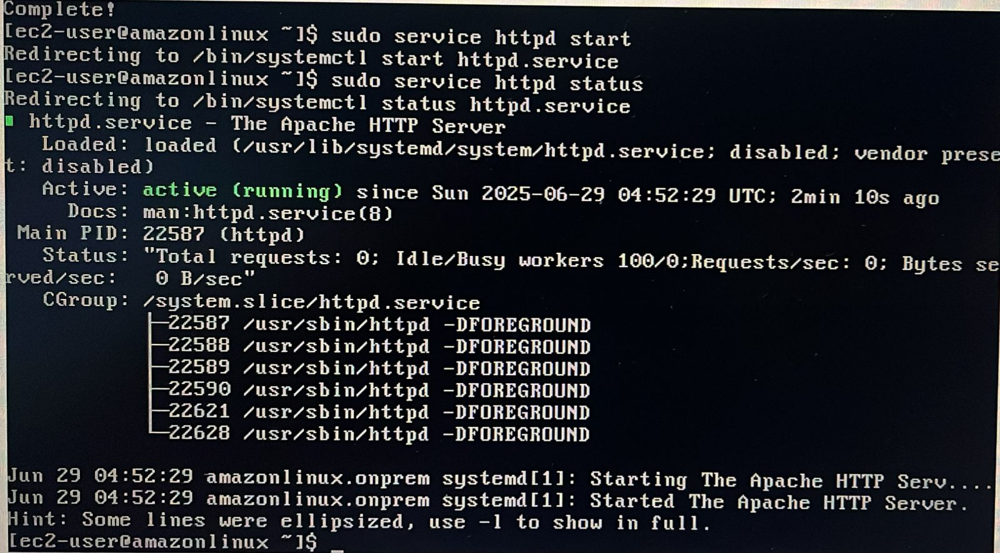 Complete!
[ec2-user@amazonlinux ~]$ sudo service httpd start
Redirecting to /bin/systemctl start httpd.service
[ec2-user@amazonlinux ~]$ sudo service httpd status
Redirecting to /bin/systemctl status httpd.service
httpd.service - The Apache HTTP Server
Loaded: loaded (/usr/lib/systemd/system/httpd.service; disabled; vendor prese
t: disabled)
Active: active (running) since Sun 2025-06-29 04:52:29 UTC; 2min 10s ago
Docs: man:httpd.service(8)
Main PID: 22587 (httpd)
Status: "Total requests: 0; Idle/Busy workers 100/0;Requests/sec: 0; Bytes se
rved/sec:   0 B/sec"
CGroup: /system.slice/httpd.service
├─22587 /usr/sbin/httpd -DFOREGROUND
├─22588 /usr/sbin/httpd -DFOREGROUND
├─22589 /usr/sbin/httpd -DFOREGROUND
├─22590 /usr/sbin/httpd -DFOREGROUND
├─22621 /usr/sbin/httpd -DFOREGROUND
└─22628 /usr/sbin/httpd -DFOREGROUND
Jun 29 04:52:29 amazonlinux.onprem systemd[1]: Starting The Apache HTTP Serv....
Jun 29 04:52:29 amazonlinux.onprem systemd[1]: Started The Apache HTTP Server.
Hint: Some lines were ellipsized, use -l to show in full.
[ec2-user@amazonlinux ~]$ _